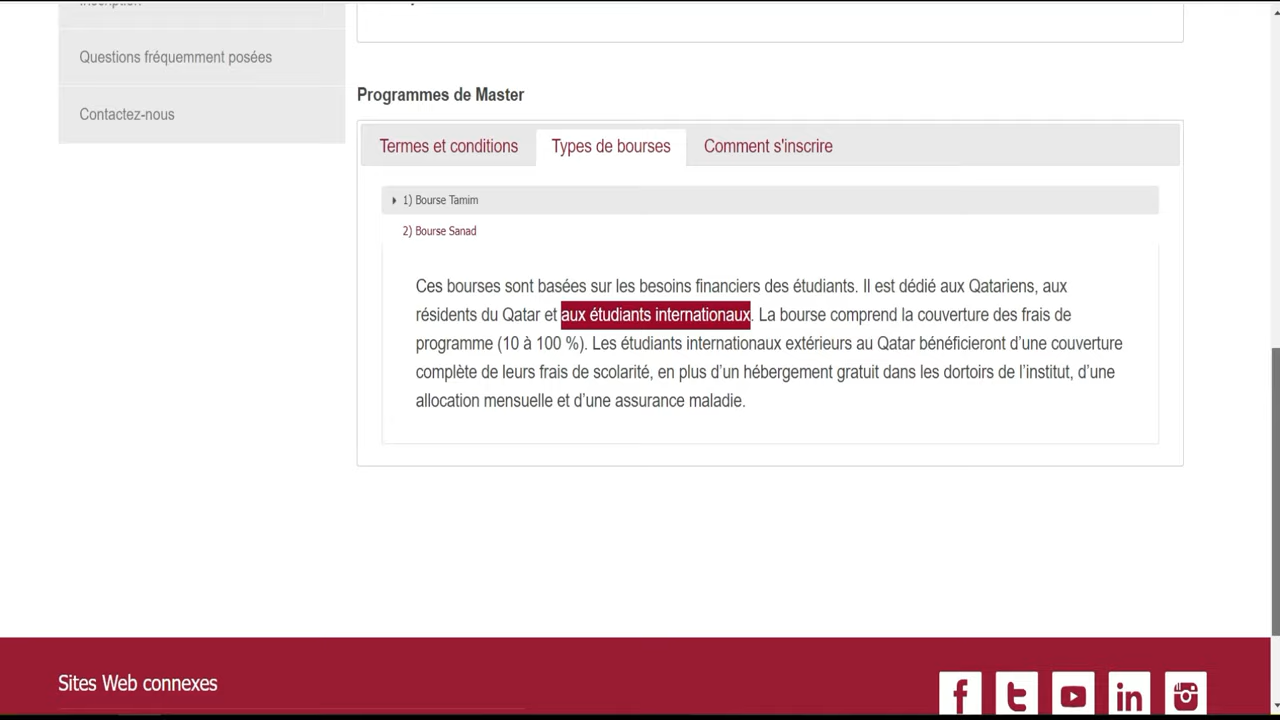 Inscription
Questions fréquemment posées
Contactez-nous
Programmes de Master
Termes et conditions
Types de bourses
Comment s'inscrire
1) Bourse Tamim
2) Bourse Sanad
Ces bourses sont basées sur les besoins financiers des étudiants. Il est dédié aux Qatariens, aux
résidents du Qatar et aux étudiants internationaux. La bourse comprend la couverture des frais de
programme (10 à 100 %). Les étudiants internationaux extérieurs au Qatar bénéficieront d’une couverture
complète de leurs frais de scolarité, en plus d’un hébergement gratuit dans les dortoirs de l’institut, d’une
allocation mensuelle et d’une assurance maladie.
Sites Web connexes